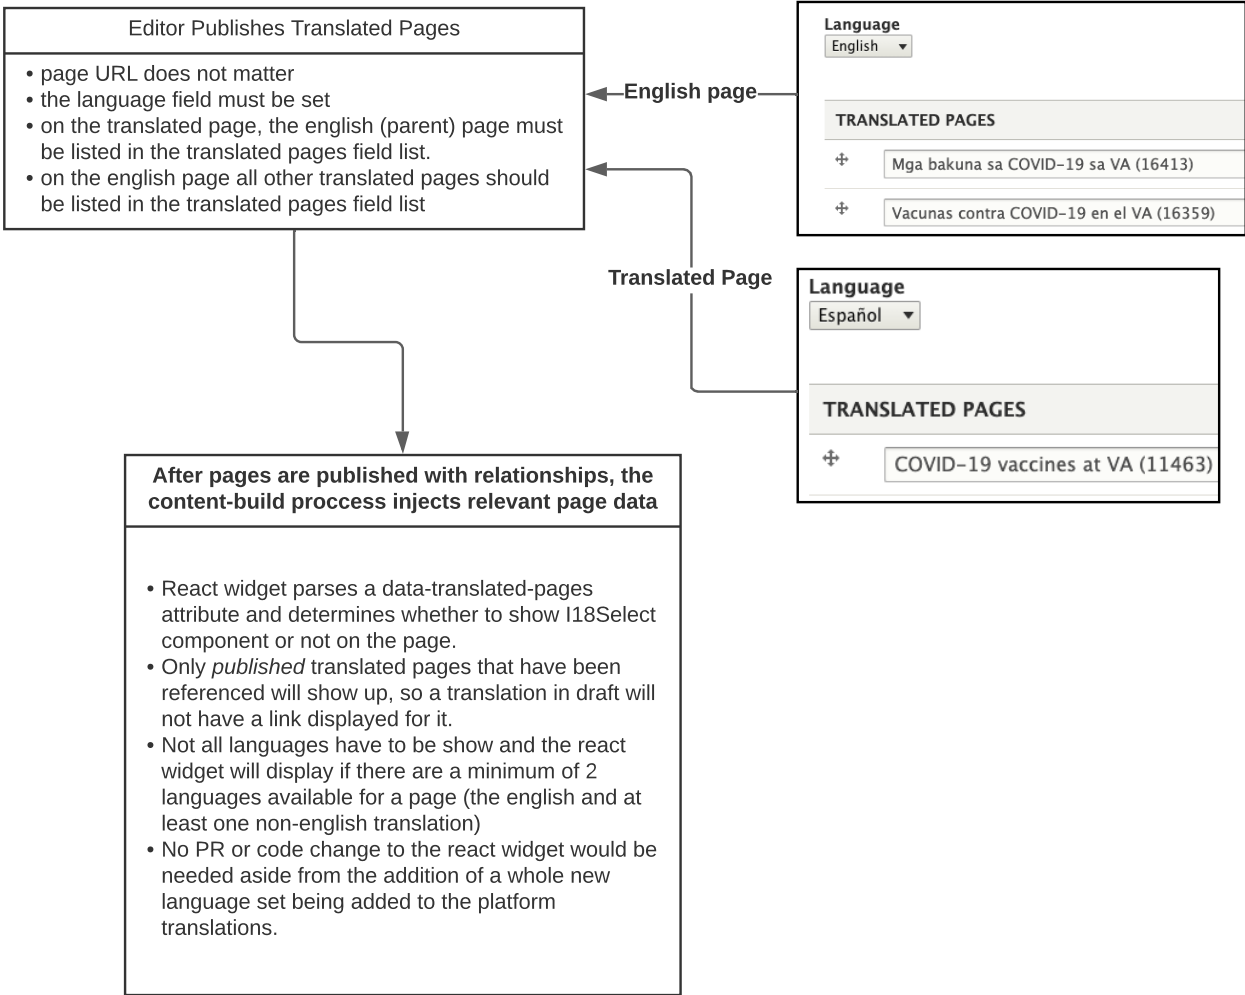 Editor Publishes Translated Pages
• page URL does not matter
• the language field must be set
• on the translated page, the english (parent) page must
be listed in the translated pages field list.
• on the english page all other translated pages should
be listed in the translated pages field list
English page
Language
English
TRANSLATED PAGES
Mga bakuna sa COVID-19 sa VA (16413)
Vacunas contra COVID-19 en el VA (16359)
Translated Page
Language
Español
TRANSLATED PAGES
COVID-19 vaccines at VA (11463)
After pages are published with relationships, the
content-build proccess injects relevant page data
• React widget parses a data-translated-pages
attribute and determines whether to show I18Select
component or not on the page.
• Only published translated pages that have been
referenced will show up, so a translation in draft will
not have a link displayed for it.
• Not all languages have to be show and the react
widget will display if there are a minimum of 2
languages available for a page (the english and at
least one non-english translation)
• No PR or code change to the react widget would be
needed aside from the addition of a whole new
language set being added to the platform
translations.